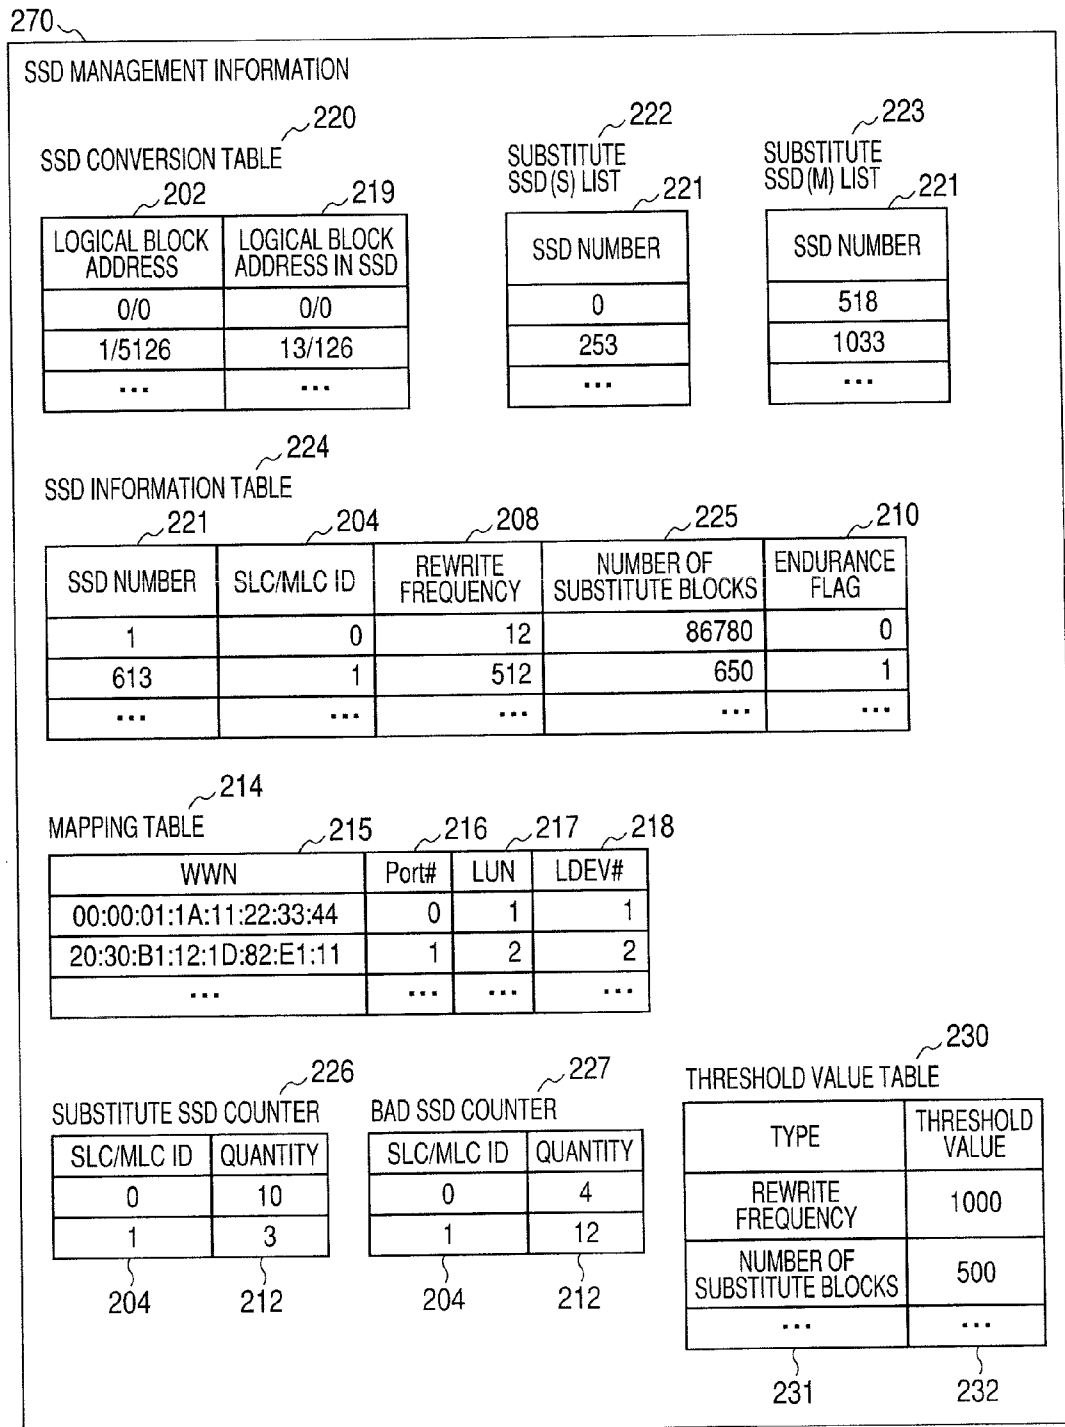 270
SSD MANAGEMENT INFORMATION
220
SSD CONVERSION TABLE
202 219
LOGICAL BLOCK ADDRESS LOGICAL BLOCK ADDRESS IN SSD
0/0 0/0
1/5126 13/126
... ...
222
SUBSTITUTE
SSD(S) LIST
221
SSD NUMBER
0
253
...
223
SUBSTITUTE
SSD(M) LIST
221
SSD NUMBER
518
1033
...
224
SSD INFORMATION TABLE
221 204 208 225 210
SSD NUMBER SLC/MLC ID REWRITE FREQUENCY NUMBER OF SUBSTITUTE BLOCKS ENDURANCE FLAG
1 0 12 86780 0
613 1 512 650 1
... ... ... ... ...
214
MAPPING TABLE
215 216 217 218
WWN Port# LUN LDEV#
00:00:01:1A:11:22:33:44 0 1 1
20:30:B1:12:1D:82:E1:11 1 2 2
... ... ... ...
226
SUBSTITUTE SSD COUNTER
SLC/MLC ID QUANTITY
0 10
1 3
204 212
227
BAD SSD COUNTER
SLC/MLC ID QUANTITY
0 4
1 12
204 212
230
THRESHOLD VALUE TABLE
TYPE THRESHOLD VALUE
REWRITE FREQUENCY 1000
NUMBER OF SUBSTITUTE BLOCKS 500
... ...
231 232